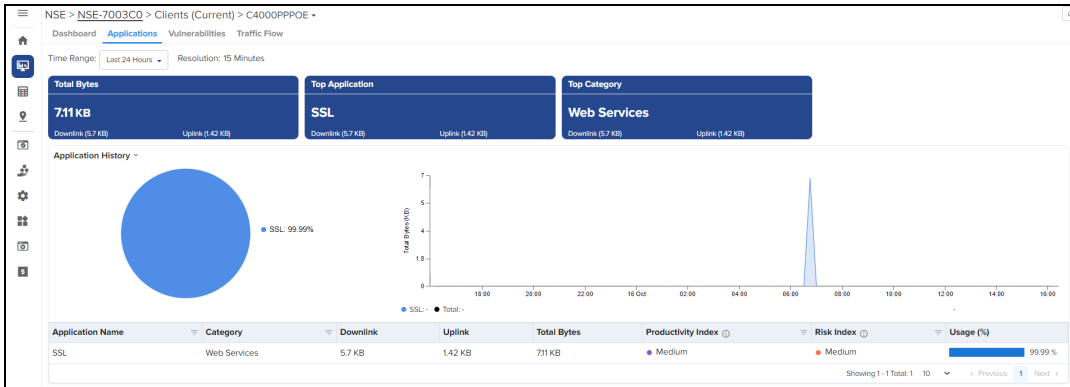 NSE > NSE-7003C0 > Clients (Current) > C4000PPPOE
Dashboard Applications Vulnerabilities Traffic Flow
Time Range: Last 24 Hours Resolution: 15 Minutes
Total Bytes Top Application Top Category
7.11 KB SSL Web Services
Downlink (5.7 KB) Uplink (1.42 KB) Downlink (5.7 KB) Uplink (1.42 KB) Downlink (5.7 KB) Uplink (1.42 KB)
Application History
SSL: 99.99%
Total Bytes (KB)
7
5
4
1.8
0
18:00 20:00 22:00 16 Oct 02:00 04:00 06:00 08:00 10:00 12:00 14:00 16:00
SSL: - Total: - -
Application Name Category Downlink Uplink Total Bytes Productivity Index Risk Index Usage (%)
SSL Web Services 5.7 KB 1.42 KB 7.11 KB Medium Medium 99.99 %
Showing 1 - 1 Total: 1 10 < Previous 1 Next >